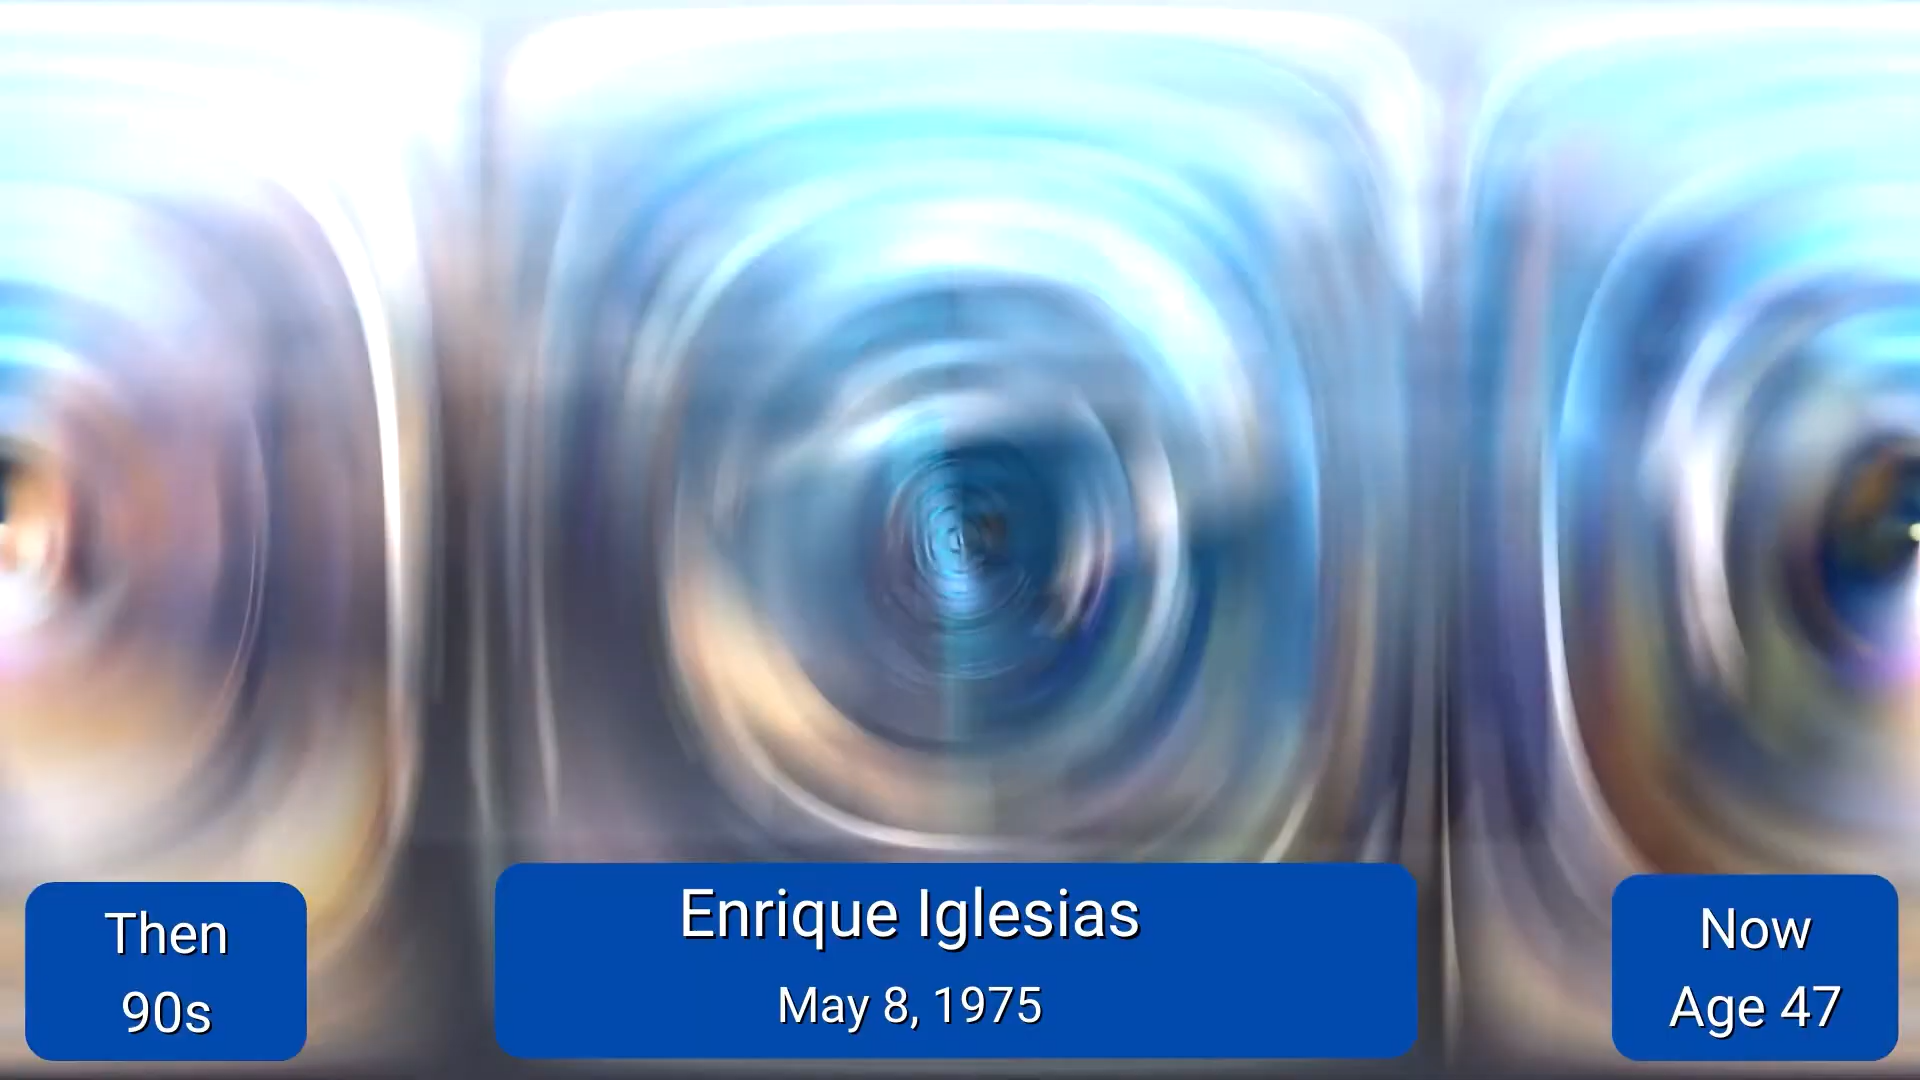 Then
90s
Enrique Iglesias
May 8, 1975
Now
Age 47